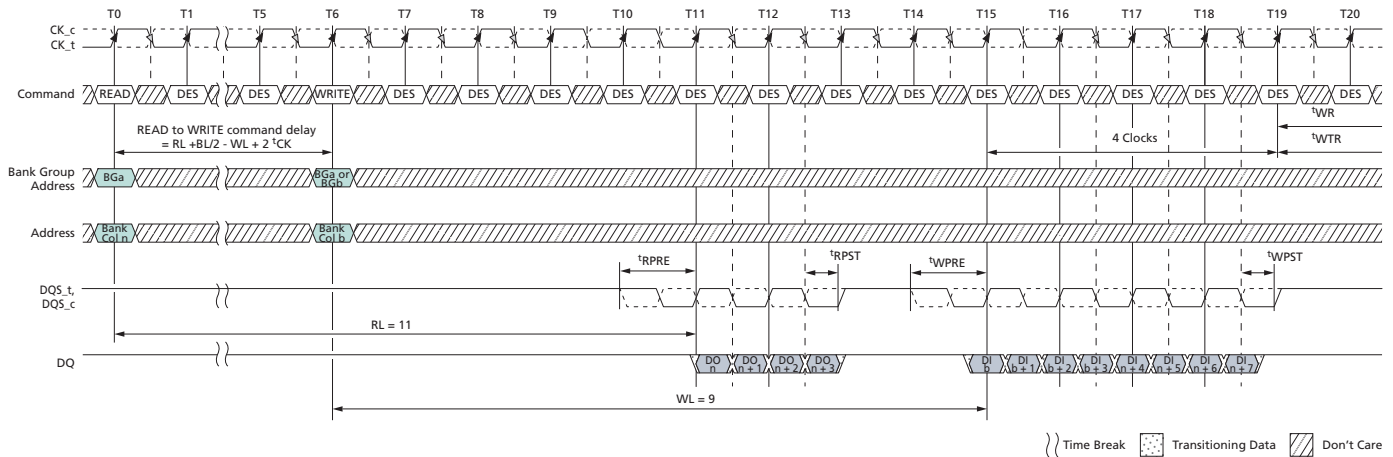 T0 T1 T5 T6 T7 T8 T9 T10 T11 T12 T13 T14 T15 T16 T17 T18 T19 T20
CK_c
CK_t
Command READ DES DES WRITE DES DES DES DES DES DES DES DES DES DES DES DES DES DES
tWR
READ to WRITE command delay
= RL +BL/2 - WL + 2 tCK
4 Clocks
tWTR
Bank Group
Address
BGa
BGa or
BGb
Address
Bank
Col n
Bank
Col b
tRPRE tRPST tWPRE tWPST
DQS_t,
DQS_c
RL = 11
DQ
DO
n
DO
n + 1
DO
n + 2
DO
n + 3
DI
b
DI
b + 1
DI
b + 2
DI
b + 3
DI
n + 4
DI
n + 5
DI
n + 6
DI
n + 7
WL = 9
Time Break Transitioning Data Don't Care